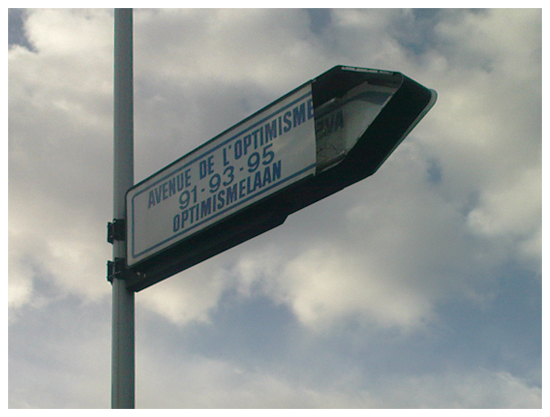 AVENUE DE L'OPTIMISME
91-93-95
OPTIMISMELAAN